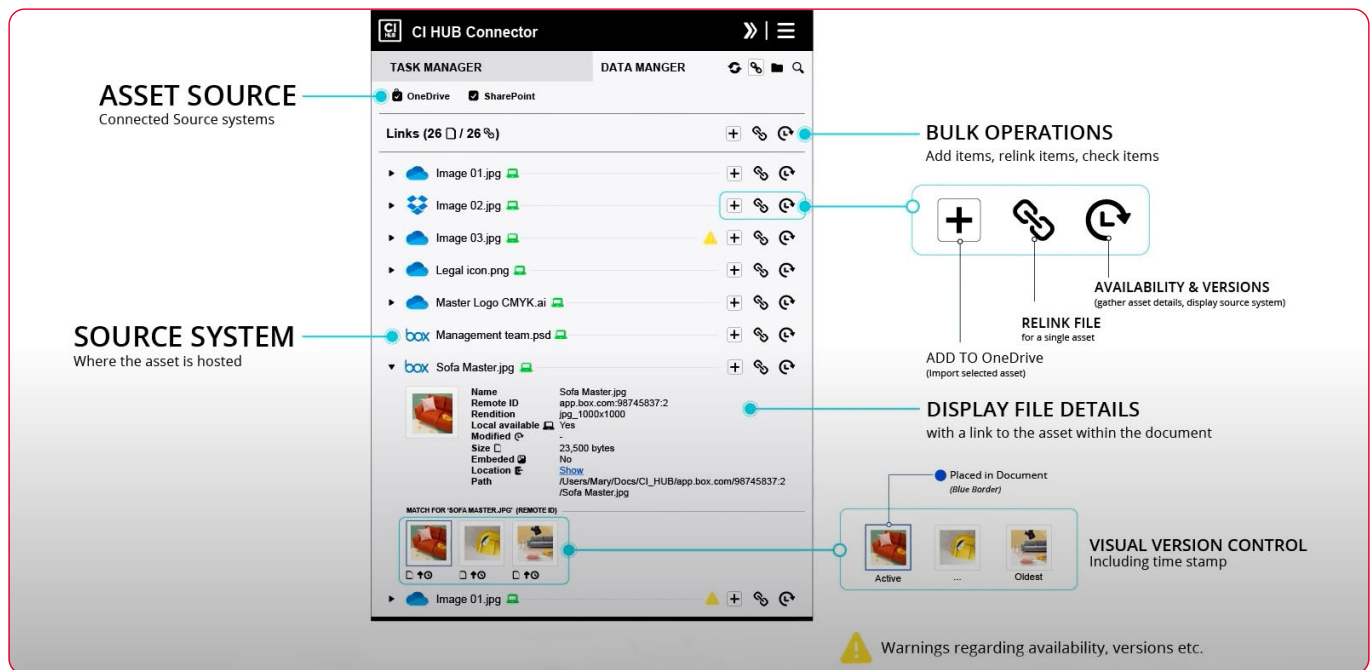 CI
HUB
CI HUB Connector
TASK MANAGER
DATA MANGER
OneDrive
SharePoint
Links (26 / 26 )
Image 01.jpg
box
Image 02.jpg
Image 03.jpg
Legal icon.png
Master Logo CMYK.ai
box Management team.psd
box Sofa Master.jpg
Name Sofa Master.jpg
Remote ID app.box.com:98745837:2
Rendition jpg_1000x1000
Local available Yes
Modified -
Size 23,500 bytes
Embeded No
Location Show
Path /Users/Mary/Docs/CI_HUB/app.box.com/98745837:2
/Sofa Master.jpg
MATCH FOR 'SOFA MASTER.JPG' (REMOTE ID)
Image 01.jpg
ASSET SOURCE
Connected Source systems
SOURCE SYSTEM
Where the asset is hosted
BULK OPERATIONS
Add items, relink items, check items
AVAILABILITY & VERSIONS
(gather asset details, display source system)
RELINK FILE
for a single asset
ADD TO OneDrive
(Import selected asset)
DISPLAY FILE DETAILS
with a link to the asset within the document
Placed in Document
(Blue Border)
Active
...
Oldest
VISUAL VERSION CONTROL
Including time stamp
Warnings regarding availability, versions etc.